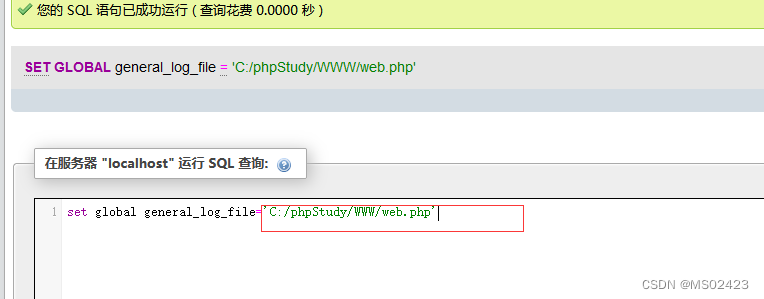 您的 SQL 语句已成功运行 ( 查询花费 0.0000 秒 )
SET GLOBAL general_log_file = 'C:/phpStudy/WWW/web.php'
在服务器 "localhost" 运行 SQL 查询:
1 set global general_log_file='C:/phpStudy/WWW/web.php'
CSDN @MS02423